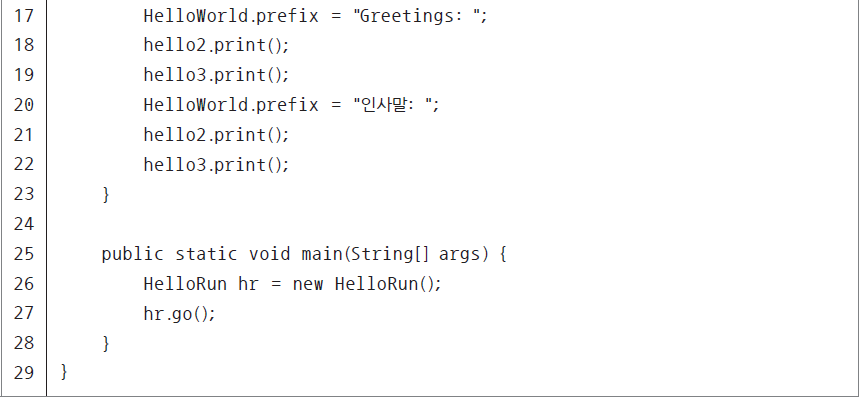 17 HelloWorld.prefix = "Greetings: ";
18 hello2.print();
19 hello3.print();
20 HelloWorld.prefix = "인사말: ";
21 hello2.print();
22 hello3.print();
23 }
24
25 public static void main(String[] args) {
26 HelloRun hr = new HelloRun();
27 hr.go();
28 }
29 }